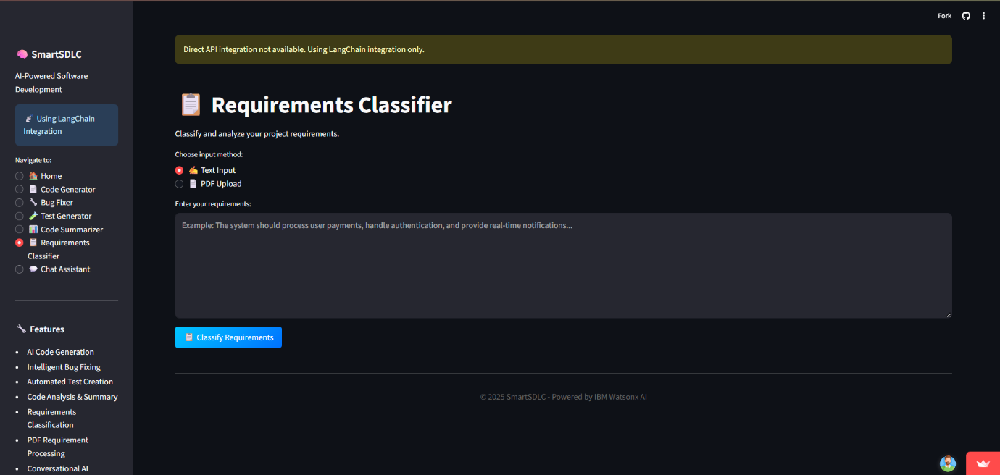 Fork
SmartSDLC
AI-Powered Software
Development
Using LangChain
Integration
Navigate to:
Home
Code Generator
Bug Fixer
Test Generator
Code Summarizer
Requirements
Classifier
Chat Assistant
Features
AI Code Generation
Intelligent Bug Fixing
Automated Test Creation
Code Analysis & Summary
Requirements
Classification
PDF Requirement
Processing
Conversational AI
Direct API integration not available. Using LangChain integration only.
Requirements Classifier
Classify and analyze your project requirements.
Choose input method:
Text Input
PDF Upload
Enter your requirements:
Example: The system should process user payments, handle authentication, and provide real-time notifications...
Classify Requirements
© 2025 SmartSDLC - Powered by IBM Watsonx AI